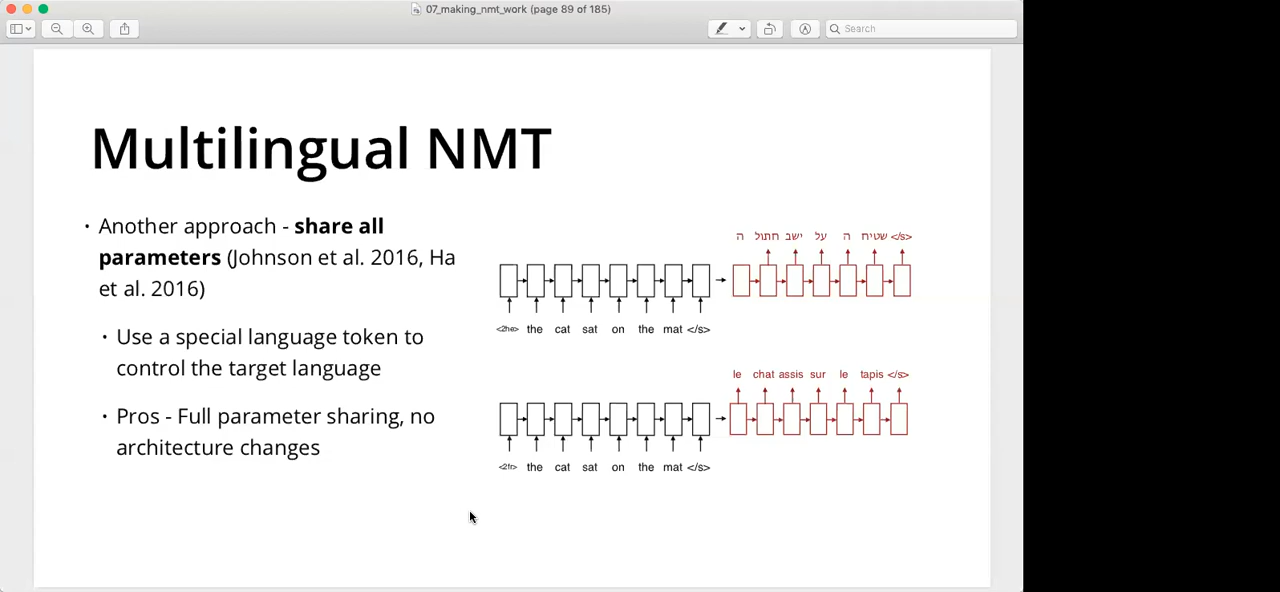 07_making_nmt_work (page 89 of 185)
Search
Multilingual NMT
• Another approach - share all
parameters (Johnson et al. 2016, Ha
et al. 2016)
• Use a special language token to
control the target language
• Pros - Full parameter sharing, no
architecture changes
ה חתול ישב על ה שטיח </s>
<2he> the cat sat on the mat </s>
le chat assis sur le tapis </s>
<2fr> the cat sat on the mat </s>